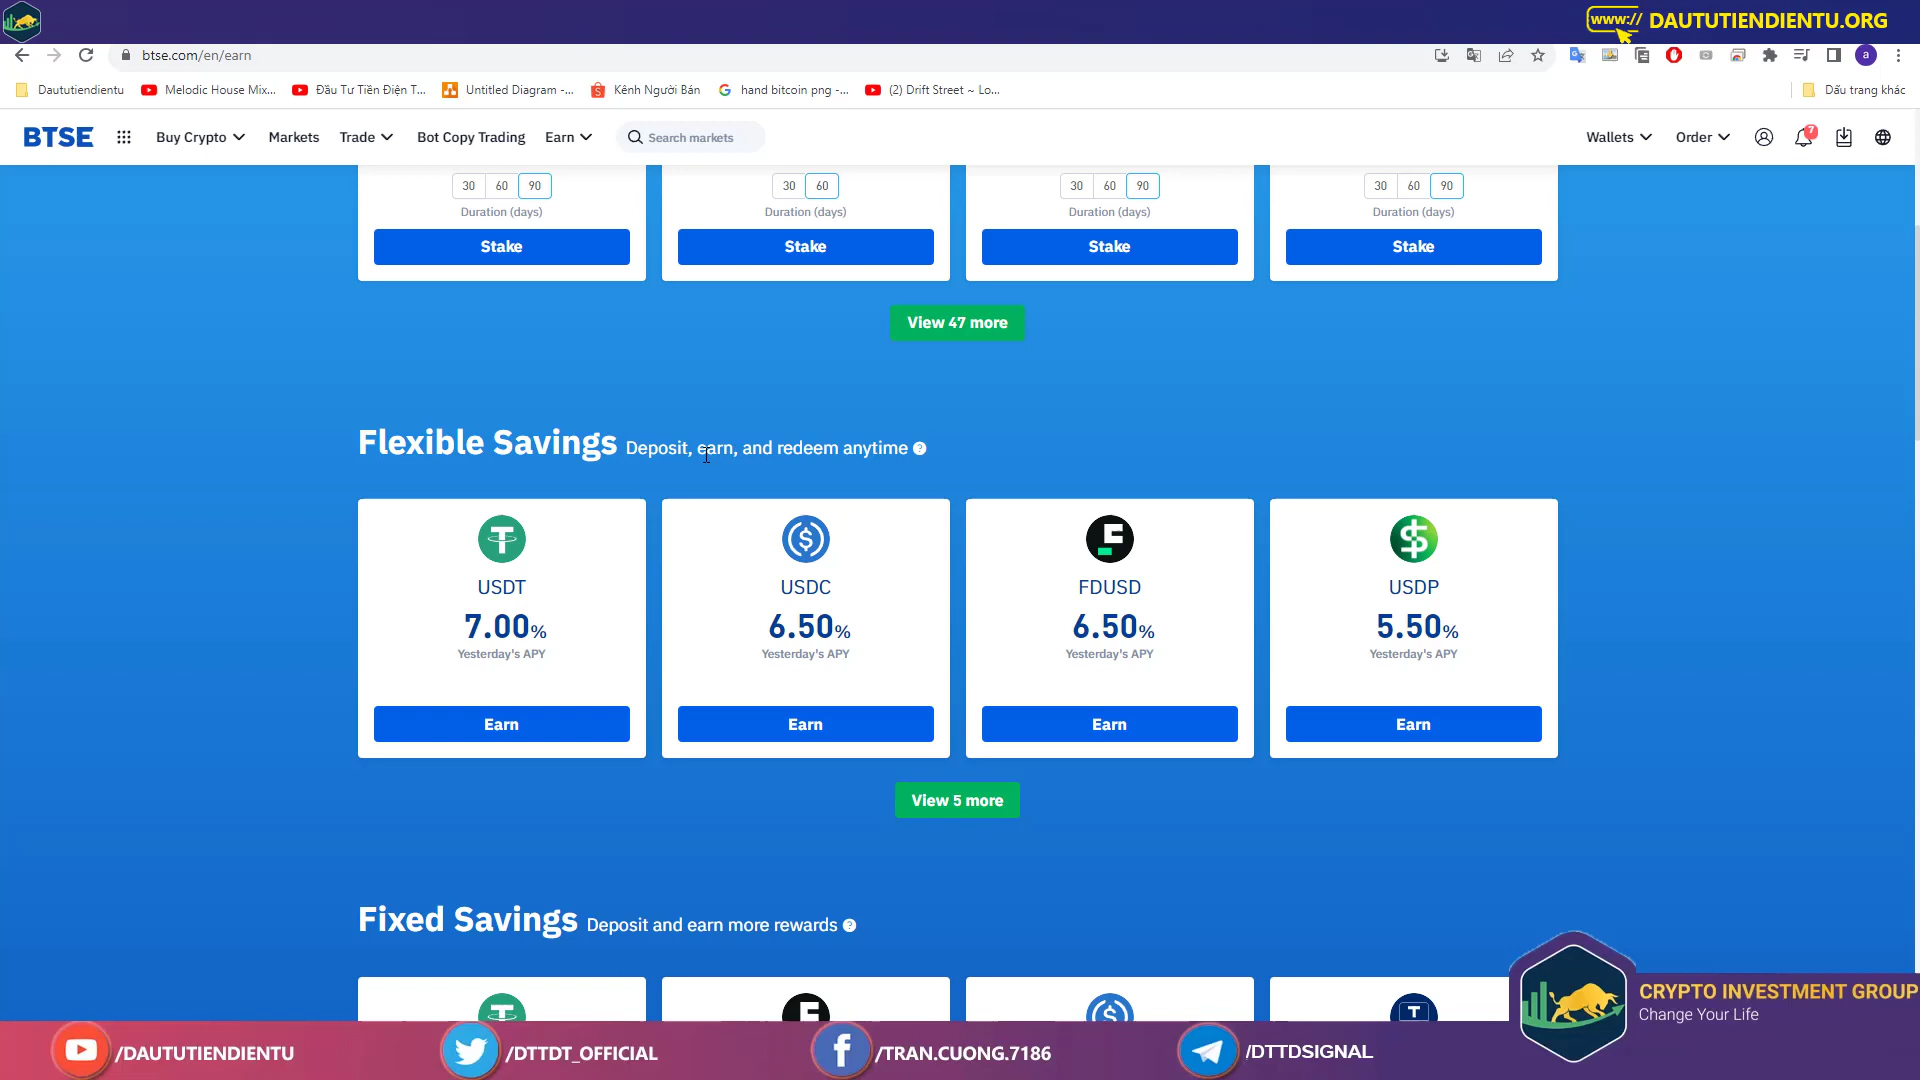 www.// DAUTUTIENDIENTU.ORG
btse.com/en/earn
a
Dautututiendientu
Melodic House Mix...
Đầu Tư Tiền Điện T...
Untitled Diagram -...
Kênh Người Bán
hand bitcoin png -...
(2) Drift Street ~ Lo...
Dấu trang khác
BTSE
Buy Crypto
Markets
Trade
Bot Copy Trading
Earn
Search markets
Wallets
Order
7
30 60 90
Duration (days)
Stake
30 60
Duration (days)
Stake
30 60 90
Duration (days)
Stake
30 60 90
Duration (days)
Stake
View 47 more
Flexible Savings Deposit, earn, and redeem anytime ?
USDT
7.00%
Yesterday's APY
Earn
USDC
6.50%
Yesterday's APY
Earn
FDUSD
6.50%
Yesterday's APY
Earn
USDP
5.50%
Yesterday's APY
Earn
View 5 more
Fixed Savings Deposit and earn more rewards ?
CRYPTO INVESTMENT GROUP
Change Your Life
/DAUTUTIENDIENTU
/DTTDT_OFFICIAL
/TRAN.CUONG.7186
/DTTDSIGNAL